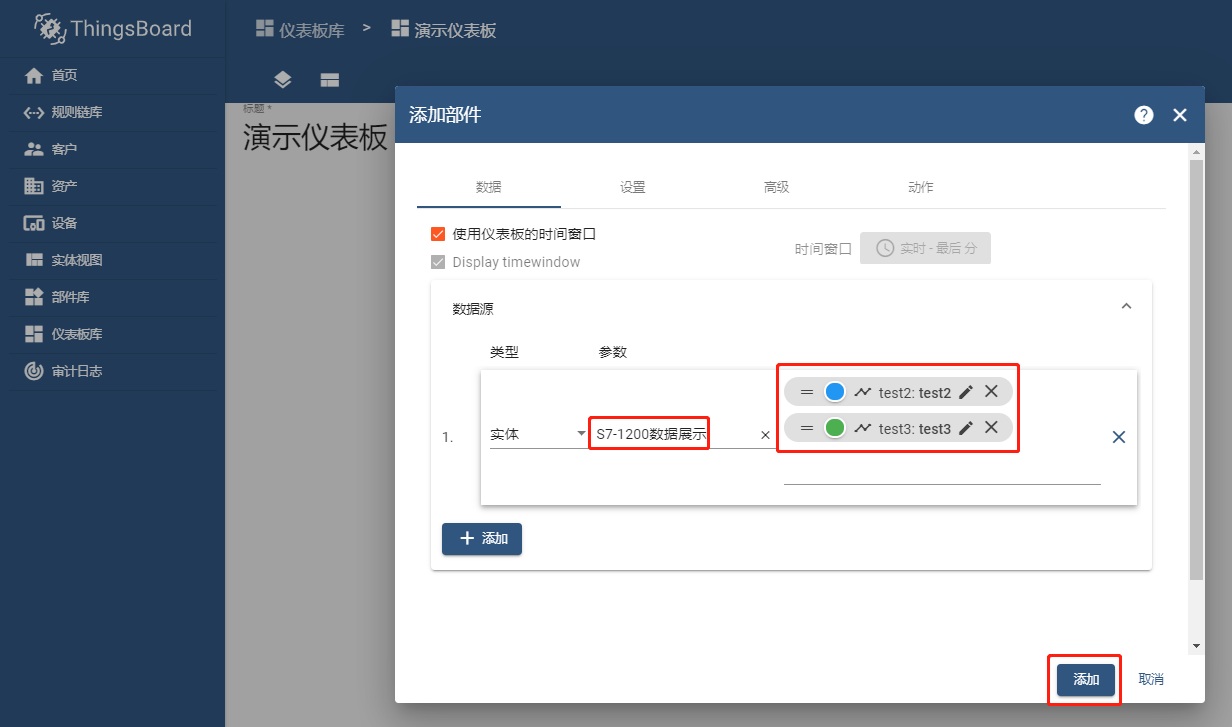 ThingsBoard
仪表板库 > 演示仪表板
首页
规则链库
客户
资产
设备
实体视图
部件库
仪表板库
审计日志
标题 *
演示仪表板
添加部件
数据 设置 高级 动作
使用仪表板的时间窗口
Display timewindow
时间窗口 实时 - 最后 分
数据源
类型 参数
1. 实体 S7-1200数据展示
test2: test2
test3: test3
添加
添加 取消